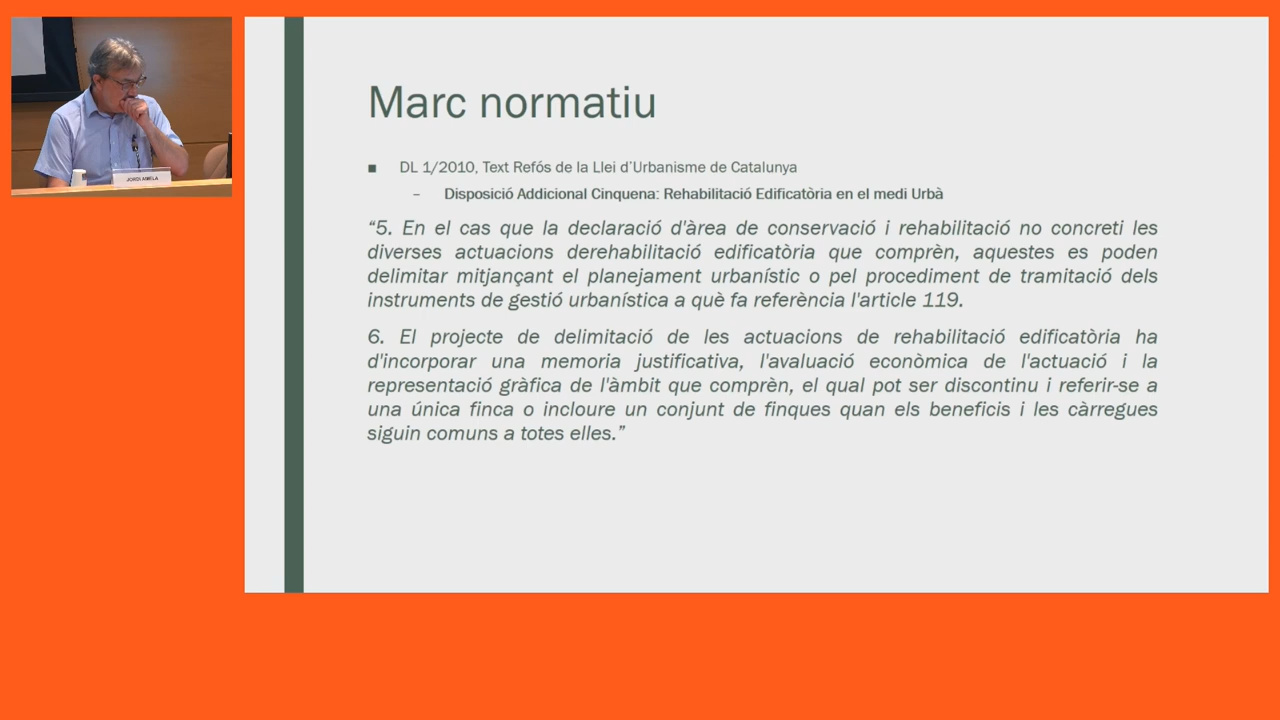 JORDI AMELA
Marc normatiu
■ DL 1/2010, Text Refós de la Llei d'Urbanisme de Catalunya
– Disposició Addicional Cinquena: Rehabilitació Edificatòria en el medi Urbà
“5. En el cas que la declaració d'àrea de conservació i rehabilitació no concreti les
diverses actuacions derehabilitació edificatòria que comprèn, aquestes es poden
delimitar mitjançant el planejament urbanístic o pel procediment de tramitació dels
instruments de gestió urbanística a què fa referència l'article 119.
6. El projecte de delimitació de les actuacions de rehabilitació edificatòria ha
d'incorporar una memoria justificativa, l'avaluació econòmica de l'actuació i la
representació gràfica de l'àmbit que comprèn, el qual pot ser discontinu i referir-se a
una única finca o incloure un conjunt de finques quan els beneficis i les càrregues
siguin comuns a totes elles.”